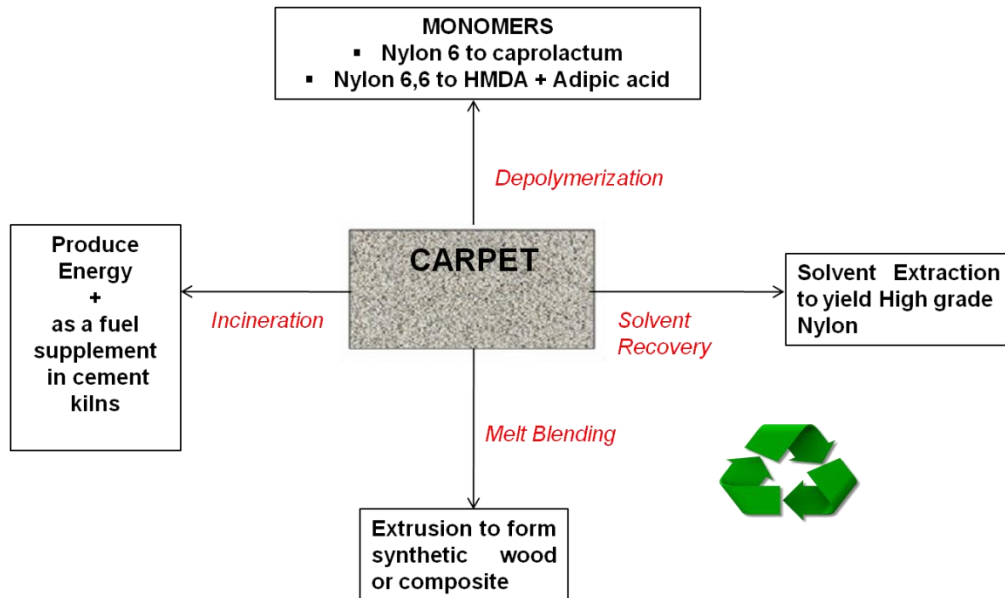 MONOMERS
▪ Nylon 6 to caprolactum
▪ Nylon 6,6 to HMDA + Adipic acid
Depolymerization
Produce
Energy
+
as a fuel
supplement
in cement
kilns
Incineration
CARPET
Solvent
Recovery
Solvent Extraction
to yield High grade
Nylon
Melt Blending
Extrusion to form
synthetic wood
or composite